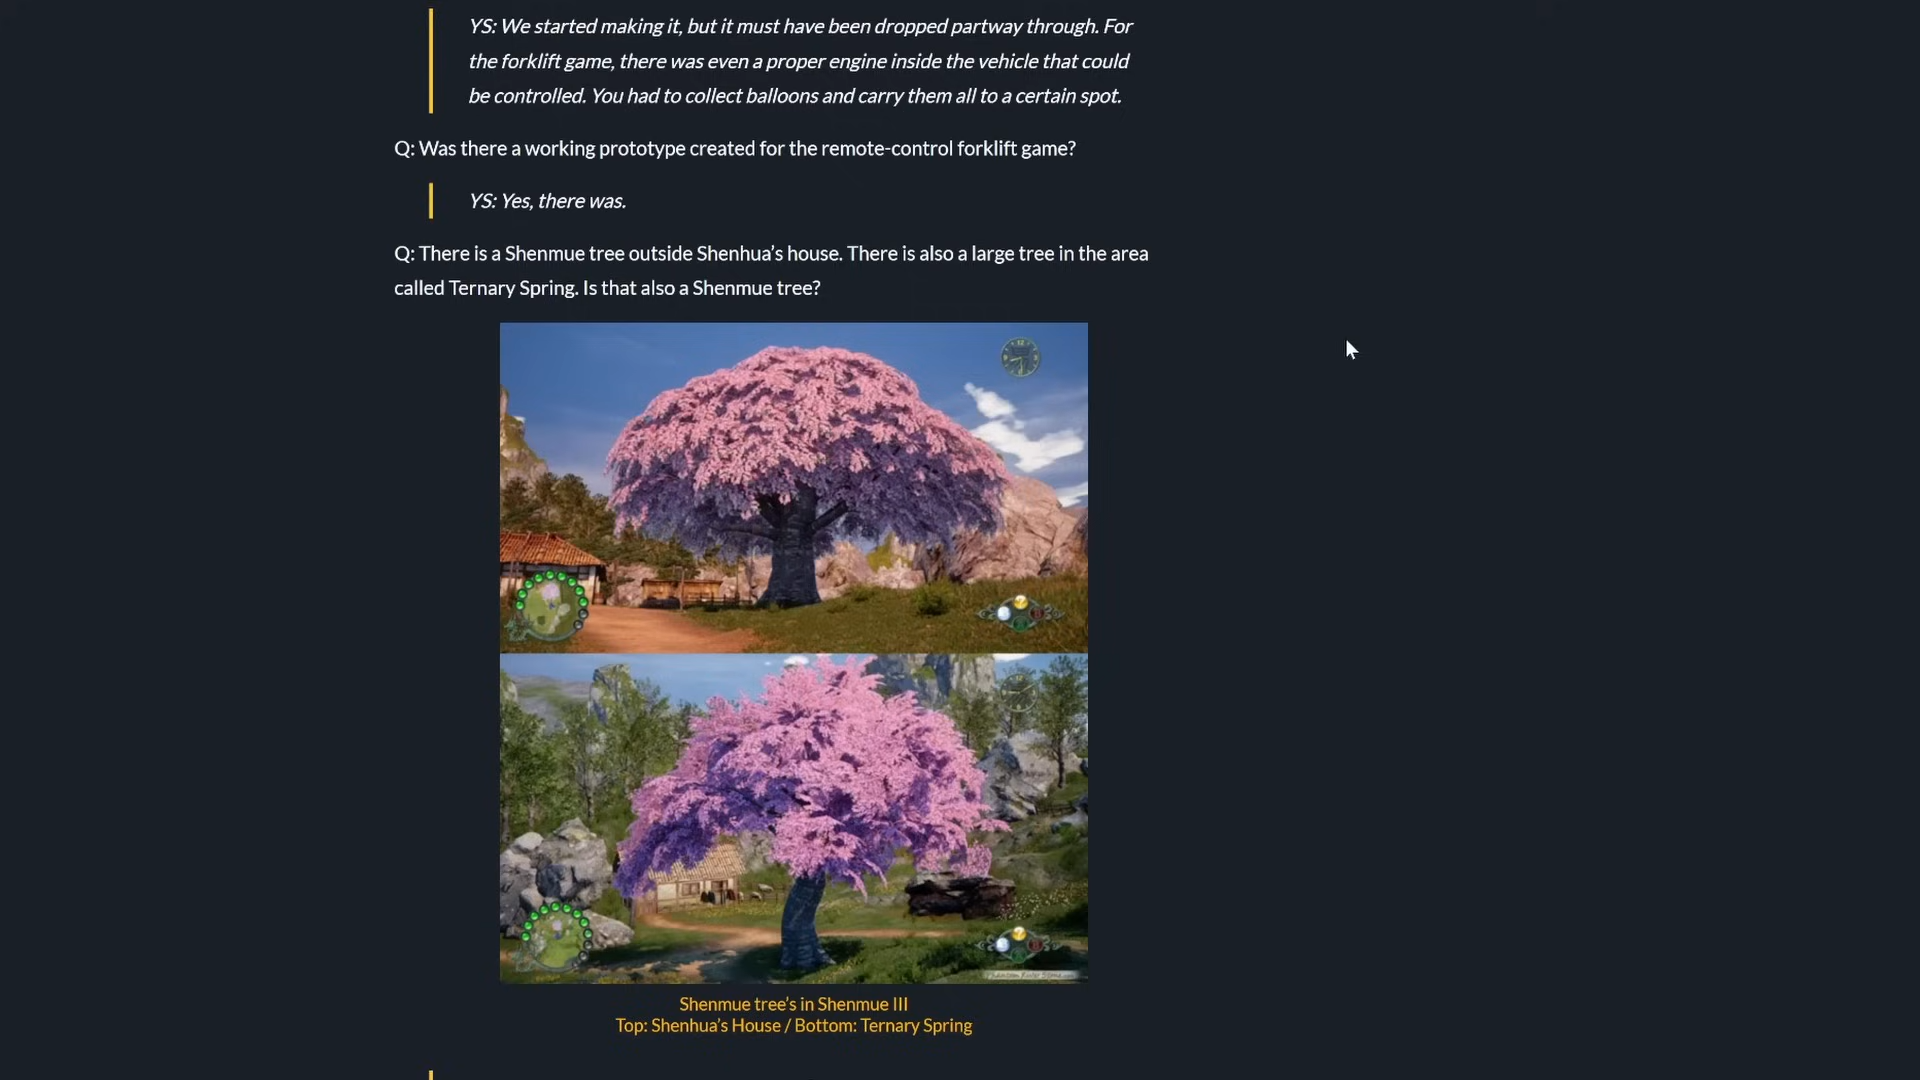 YS: We started making it, but it must have been dropped partway through. For
the forklift game, there was even a proper engine inside the vehicle that could
be controlled. You had to collect balloons and carry them all to a certain spot.
Q: Was there a working prototype created for the remote-control forklift game?
YS: Yes, there was.
Q: There is a Shenmue tree outside Shenhua’s house. There is also a large tree in the area
called Ternary Spring. Is that also a Shenmue tree?
Phantom River Stone
Shenmue tree’s in Shenmue III
Top: Shenhua’s House / Bottom: Ternary Spring